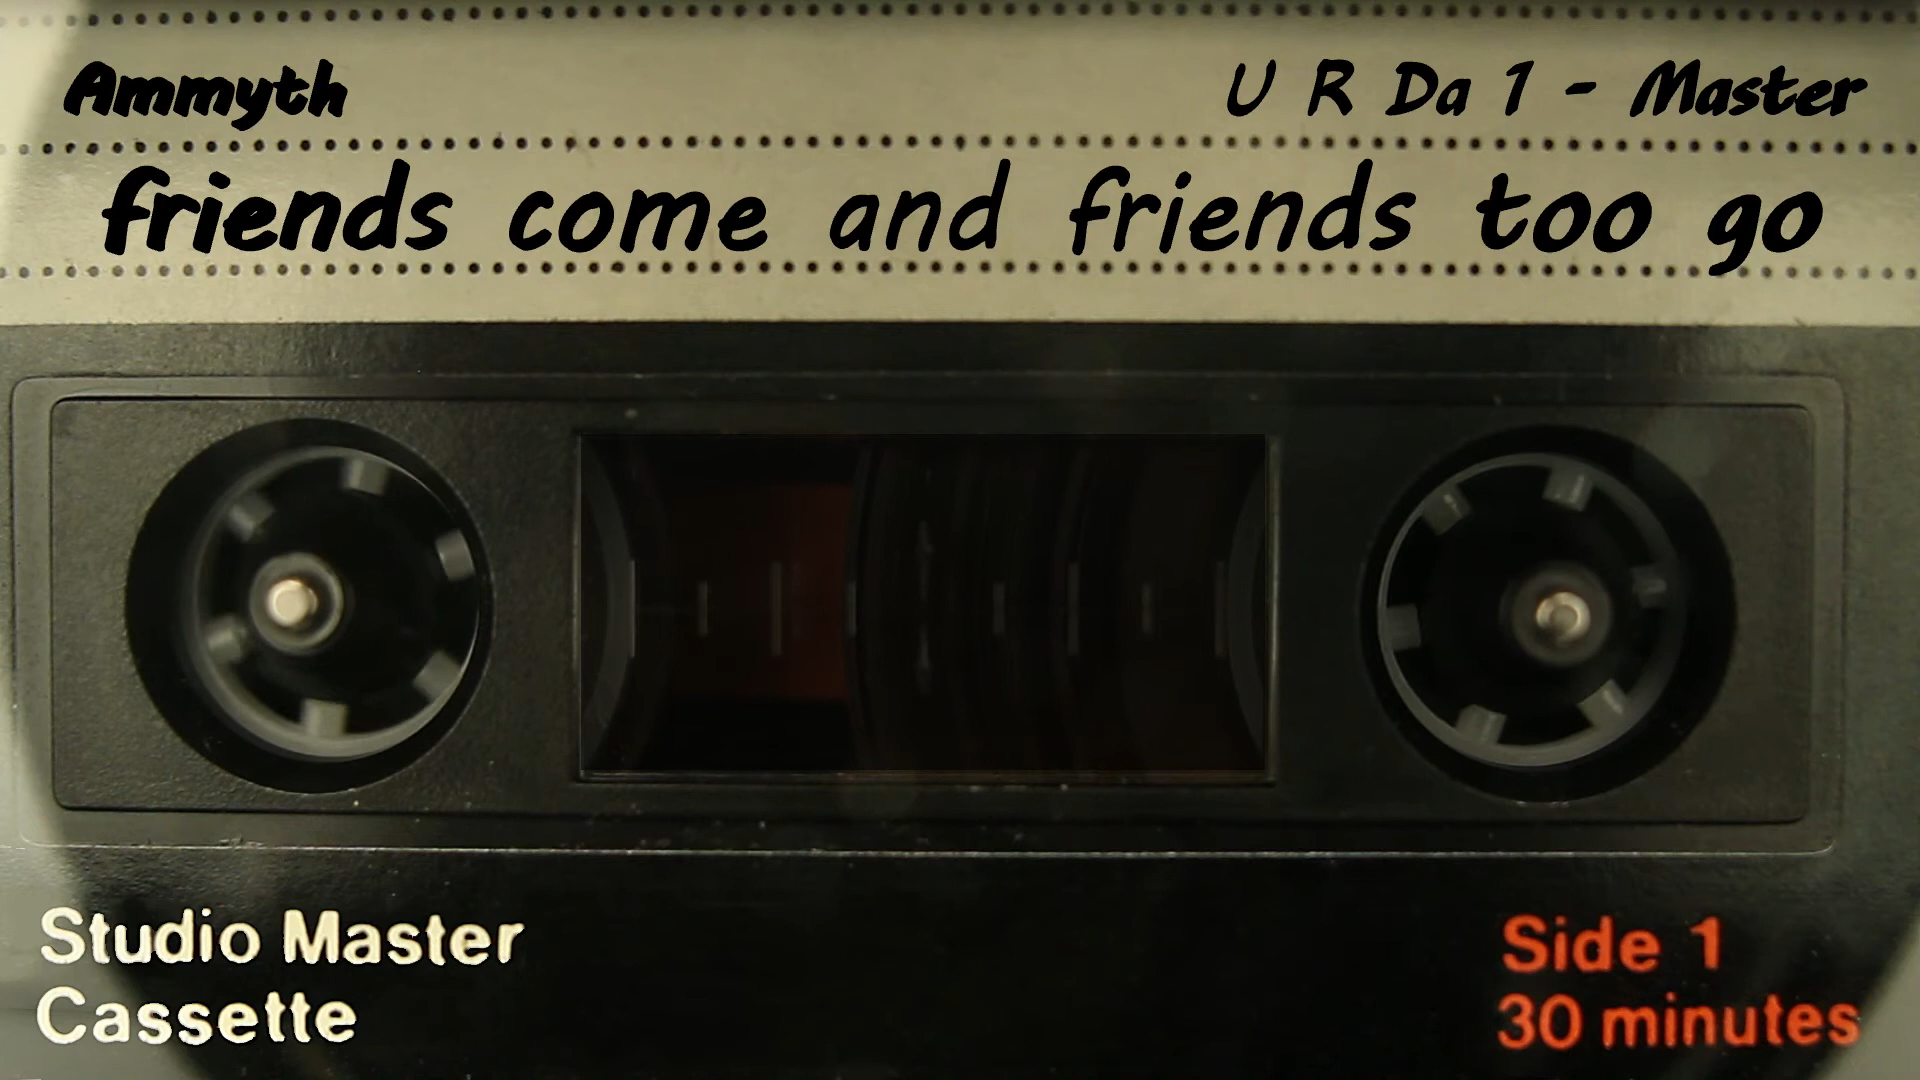 Ammyth
U R Da 1 - Master
friends come and friends too go
Studio Master
Cassette
Side 1
30 minutes